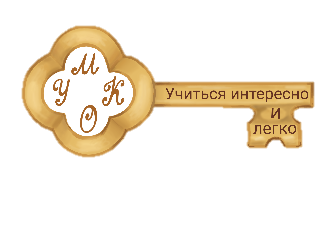 М
У К
О
Учиться интересно
и
легко